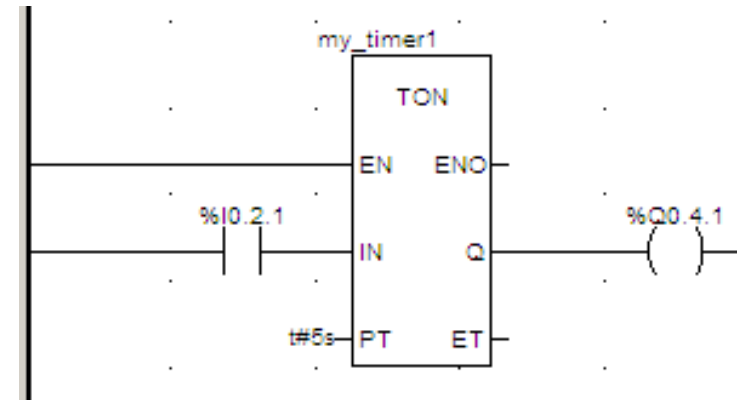 my_timer1
TON
EN ENO
%I0.2.1 %Q0.4.1
IN Q
t#5s PT ET